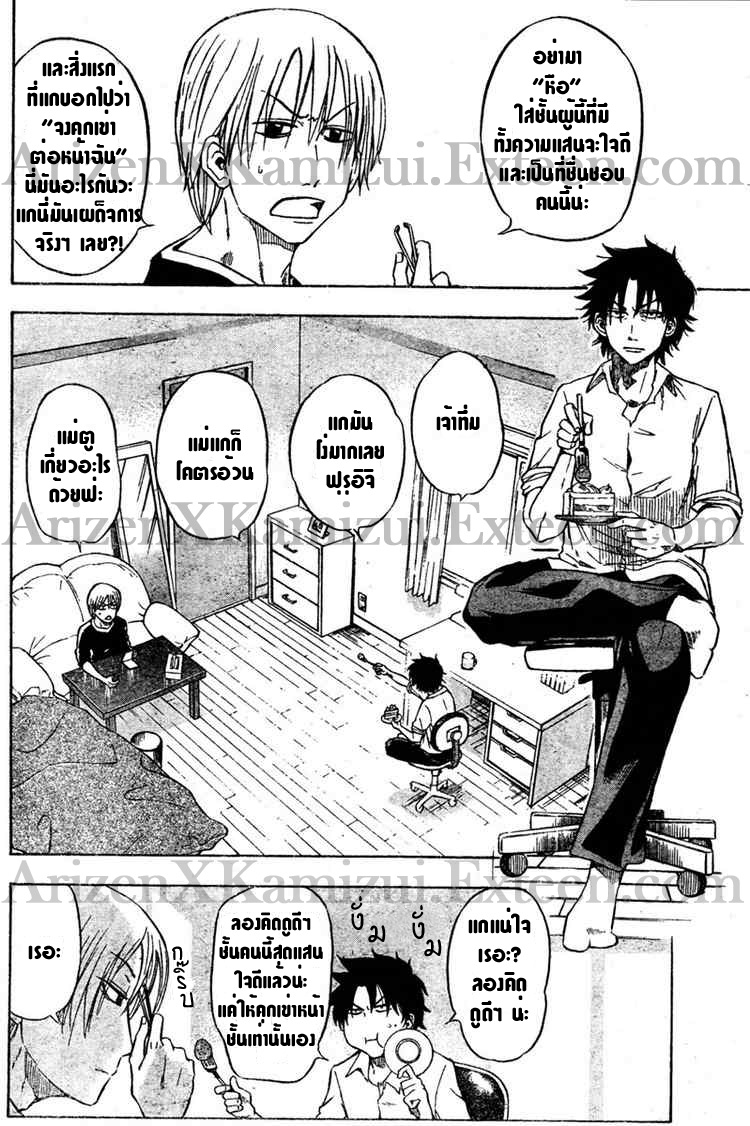 อย่ามา
"หือ"
ใส่ชั้นผู้นี้ที่มี
ทั้งความแสนจะใจดี
และเป็นที่ชื่นชอบ
คนนี้น่ะ
และสิ่งแรก
ที่แกบอกไปว่า
"จงคุกเข่า
ต่อหน้าฉัน"
นี่มันอะไรกันวะ
แกนี่มันเผด็จการ
จริงๆ เลย?!
ArizenXKamizui.Exteen.com
เจ้าทึ่ม
แกมัน
โง่มากเลย
ฟุรุอิจิ
แม่แกก็
โคตรอ้วน
แม่ตู
เกี่ยวอะไร
ด้วยฟ่ะ
ArizenXKamizui.Exteen.com
แกแน่ใจ
เรอะ?
ลองคิด
ดูดีๆ น่ะ
งั่ม
งั่ม
ลองคิดดูดีๆ
ชั้นคนนี้สุดแสน
ใจดีแล้วน่ะ
แค่ให้คุกเข่าหน้า
ชั้นเท่านั้นเอง
เรอะ
ArizenXKamizui.Exteen.com